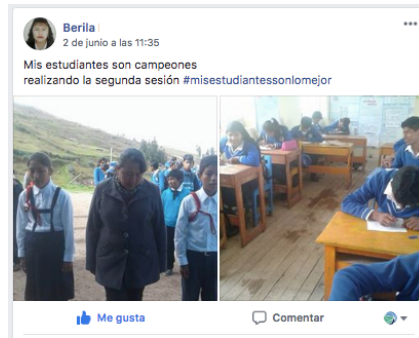 Berila
2 de junio a las 11:35
Mis estudiantes son campeones
realizando la segunda sesión #misestudiantessonlomejor
Me gusta
Comentar